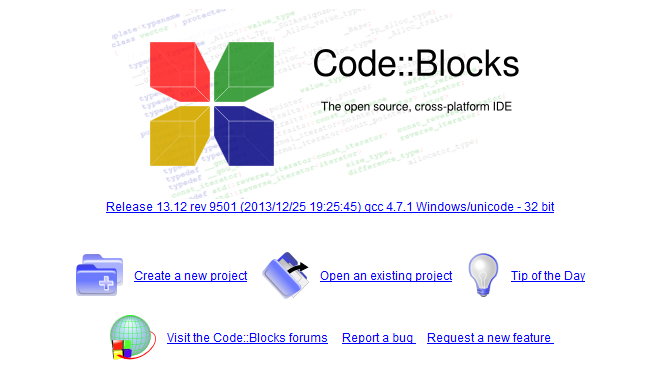 Code::Blocks
The open source, cross-platform IDE
Release 13.12 rev 9501 (2013/12/25 19:25:45) gcc 4.7.1 Windows/unicode - 32 bit
Create a new project Open an existing project Tip of the Day
Visit the Code::Blocks forums Report a bug Request a new feature